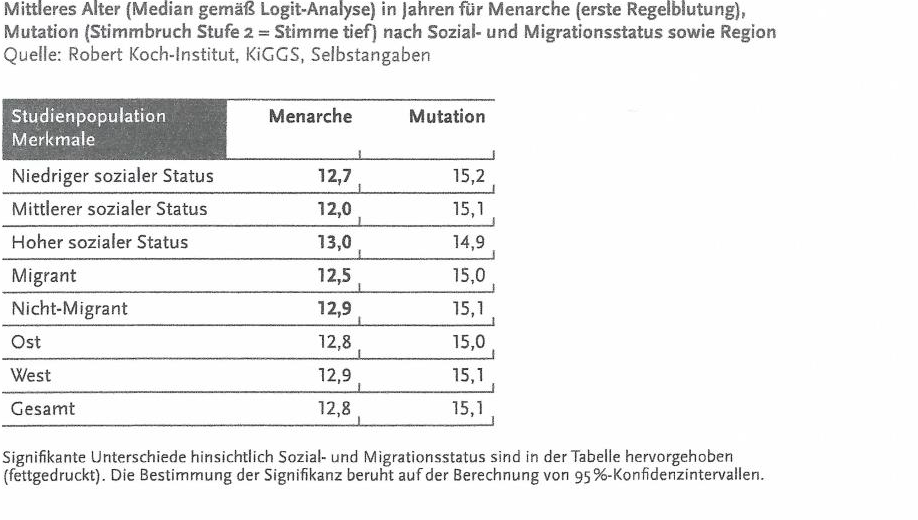 Mittleres Alter (Median gemäß Logit-Analyse) in Jahren für Menarche (erste Regelblutung),
Mutation (Stimmbruch Stufe 2 = Stimme tief) nach Sozial- und Migrationsstatus sowie Region
Quelle: Robert Koch-Institut, KiGGS, Selbstangaben
Studienpopulation Menarche Mutation
Merkmale
Niedriger sozialer Status 12,7 15,2
Mittlerer sozialer Status 12,0 15,1
Hoher sozialer Status 13,0 14,9
Migrant 12,5 15,0
Nicht-Migrant 12,9 15,1
Ost 12,8 15,0
West 12,9 15,1
Gesamt 12,8 15,1
Signifikante Unterschiede hinsichtlich Sozial- und Migrationsstatus sind in der Tabelle hervorgehoben
(fettgedruckt). Die Bestimmung der Signifikanz beruht auf der Berechnung von 95%-Konfidenzintervallen.